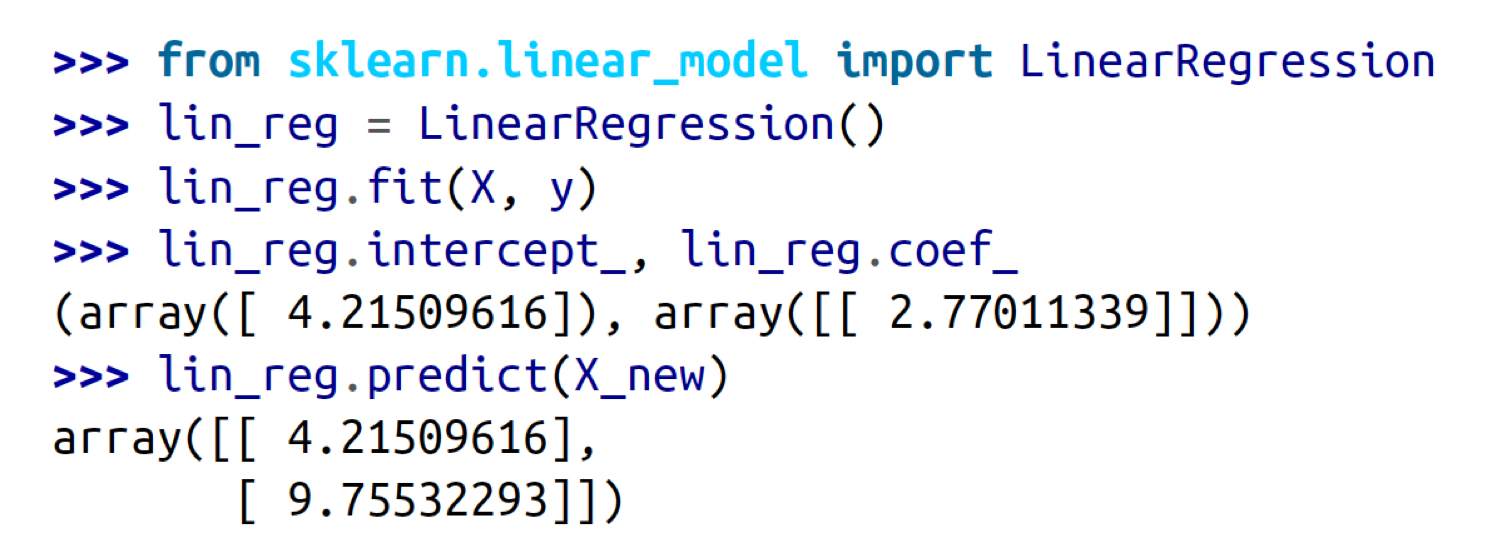 >>> from sklearn.linear_model import LinearRegression
>>> lin_reg = LinearRegression()
>>> lin_reg.fit(X, y)
>>> lin_reg.intercept_, lin_reg.coef_
(array([ 4.21509616]), array([[ 2.77011339]]))
>>> lin_reg.predict(X_new)
array([[ 4.21509616],
       [ 9.75532293]])